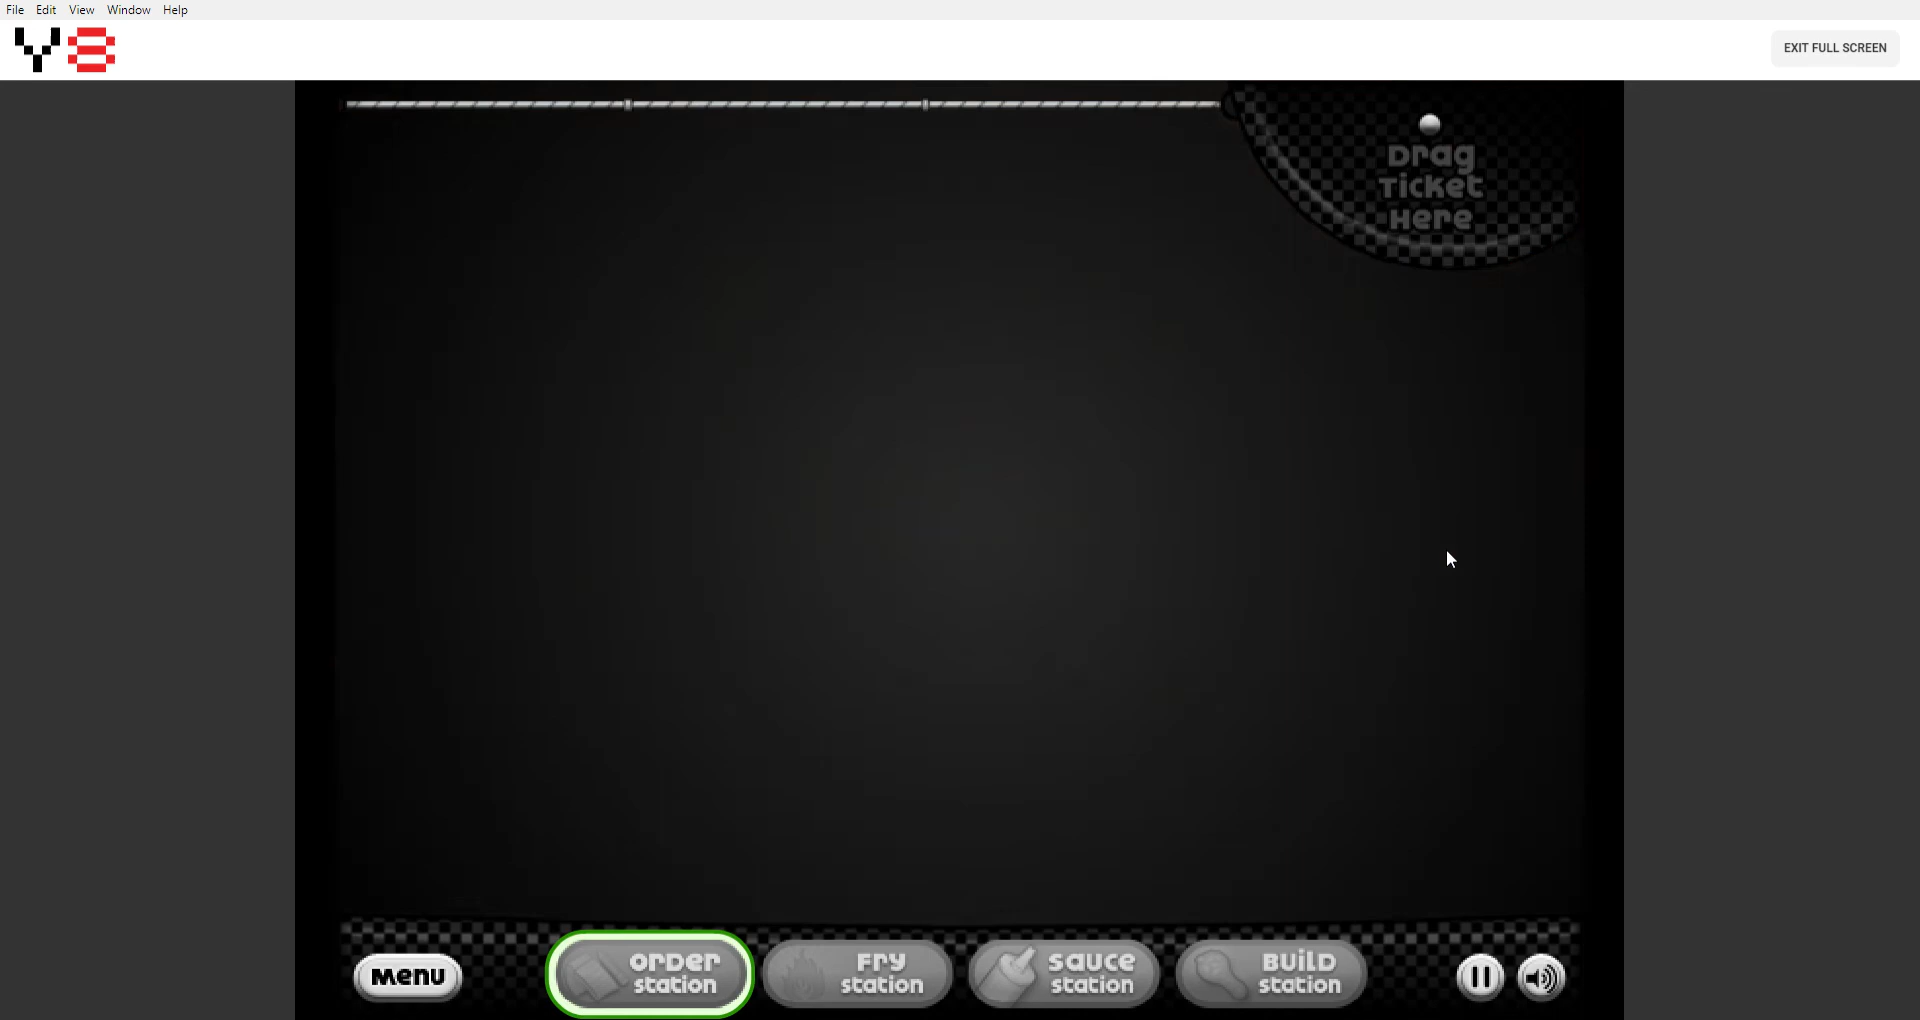 File Edit View Window Help
Y8
EXIT FULL SCREEN
Drag
Ticket
Here
Menu
Order
station
Fry
station
Sauce
station
Build
station